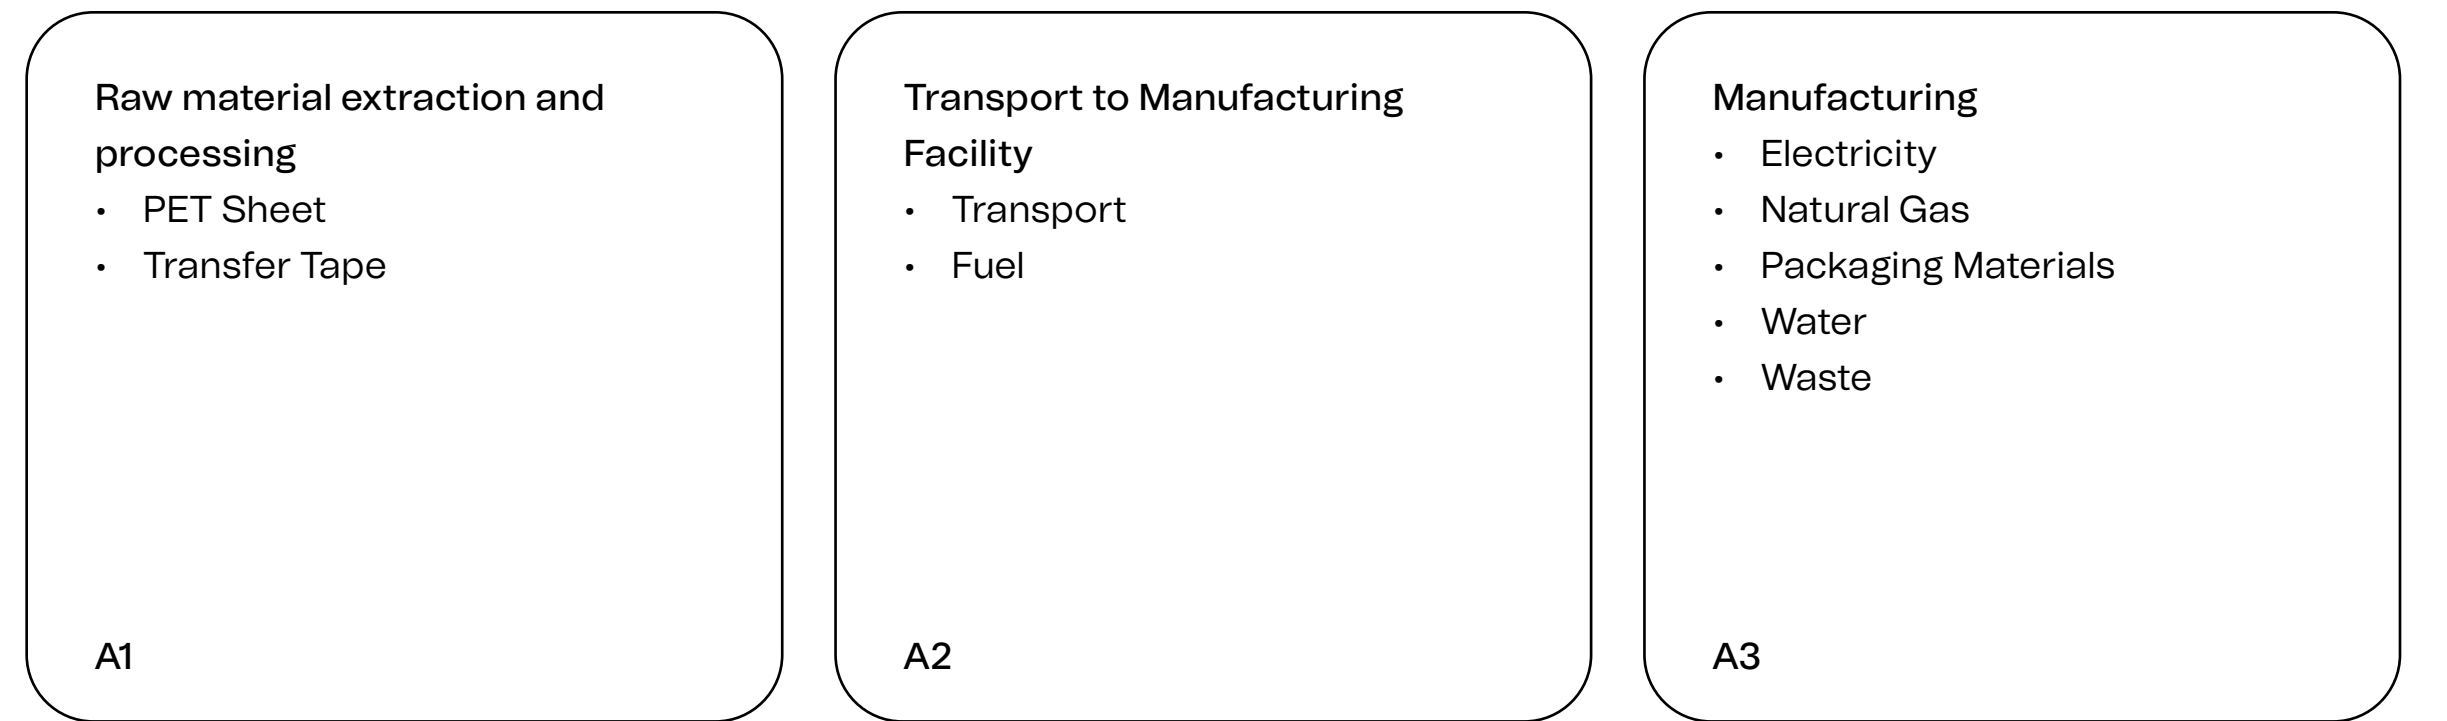 Raw material extraction and
processing
• PET Sheet
• Transfer Tape
A1
Transport to Manufacturing
Facility
• Transport
• Fuel
A2
Manufacturing
• Electricity
• Natural Gas
• Packaging Materials
• Water
• Waste
A3